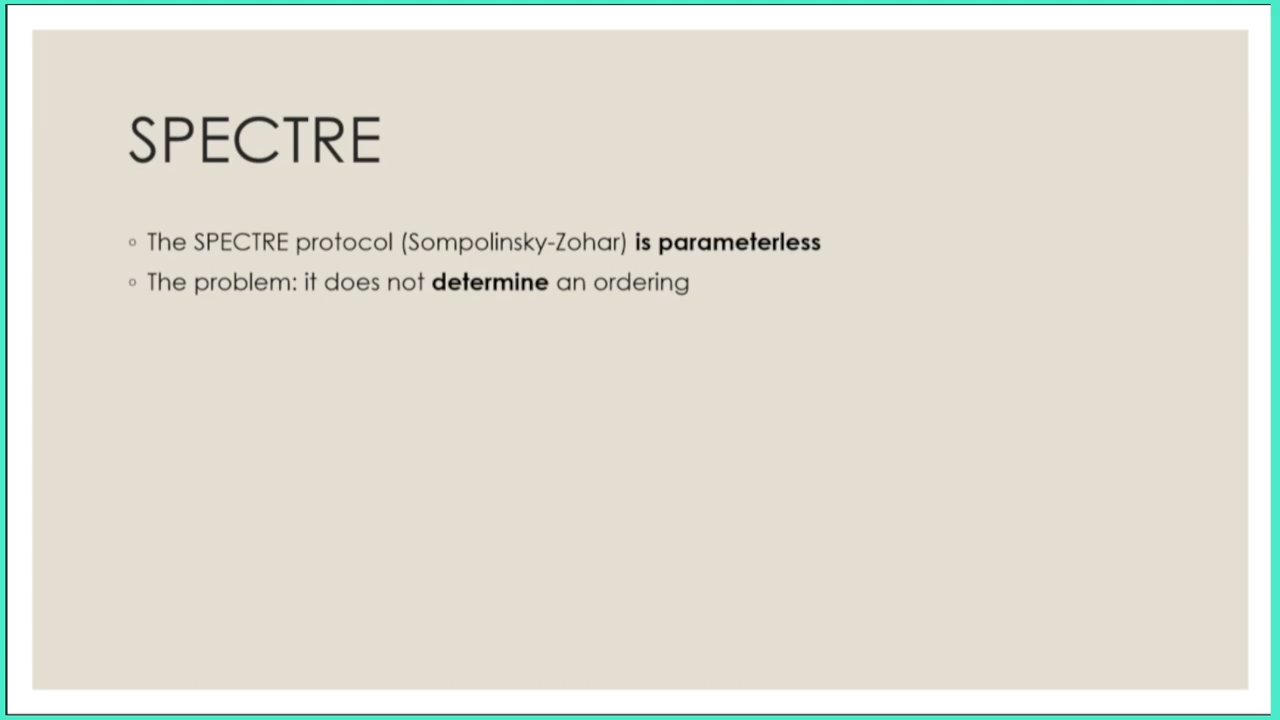 SPECTRE
◦ The SPECTRE protocol (Sompolinsky-Zohar) is parameterless
◦ The problem: it does not determine an ordering